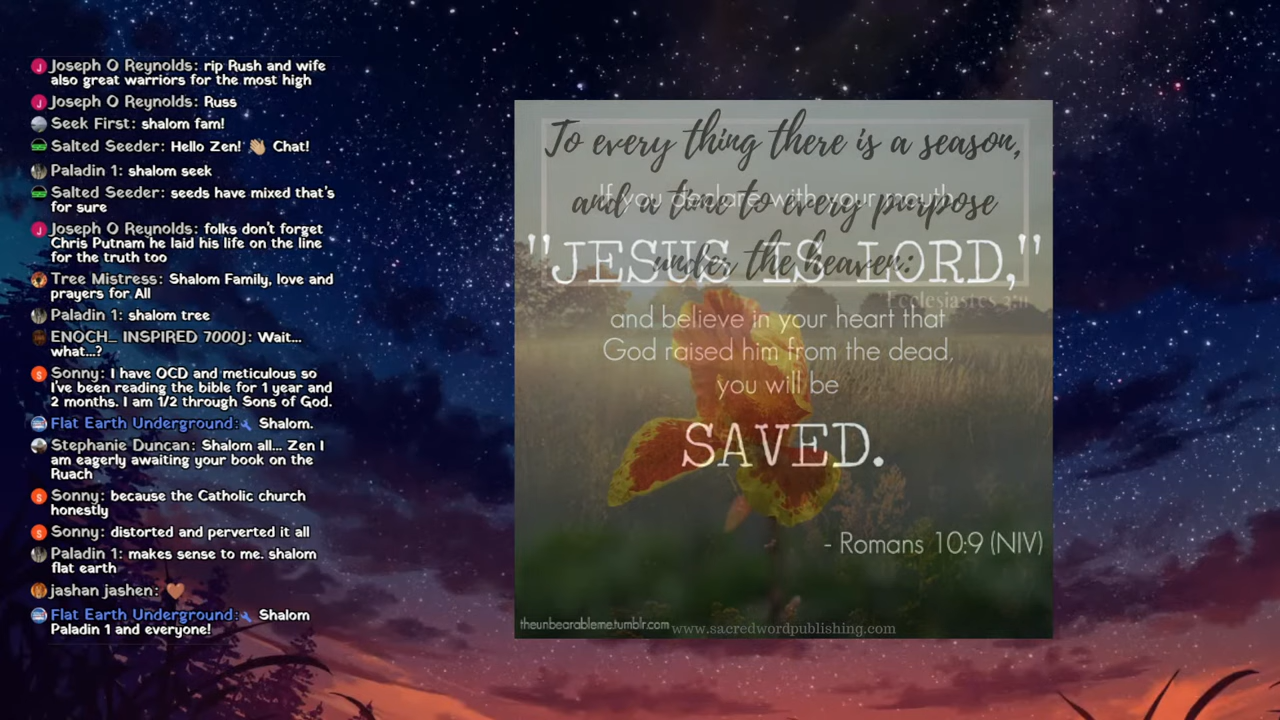 Joseph O Reynolds: rip Rush and wife
also great warriors for the most high
Joseph O Reynolds: Russ
Seek First: shalom fam!
Salted Seeder: Hello Zen! 👋🏼 Chat!
Paladin 1: shalom seek
Salted Seeder: seeds have mixed that's
for sure
Joseph O Reynolds: folks don't forget
Chris Putnam he laid his life on the line
for the truth too
Tree Mistress: Shalom Family, love and
prayers for All
Paladin 1: shalom tree
ENOCH_ INSPIRED 7000J: Wait...
what...?
Sonny: I have OCD and meticulous so
I've been reading the bible for 1 year and
2 months. I am 1/2 through Sons of God.
Flat Earth Underground:🔧 Shalom.
Stephanie Duncan: Shalom all... Zen I
am eagerly awaiting your book on the
Ruach
Sonny: because the Catholic church
honestly
Sonny: distorted and perverted it all
Paladin 1: makes sense to me. shalom
flat earth
jashan jashen: 🧡
Flat Earth Underground:🔧 Shalom
Paladin 1 and everyone!
To every thing there is a season,
and a time to every purpose
under the heaven:
Ecclesiastes 3:1
If you declare with your mouth
"JESUS IS LORD,"
and believe in your heart that
God raised him from the dead,
you will be
SAVED.
- Romans 10:9 (NIV)
theunbearableme.tumblr.com
www.sacredwordpublishing.com